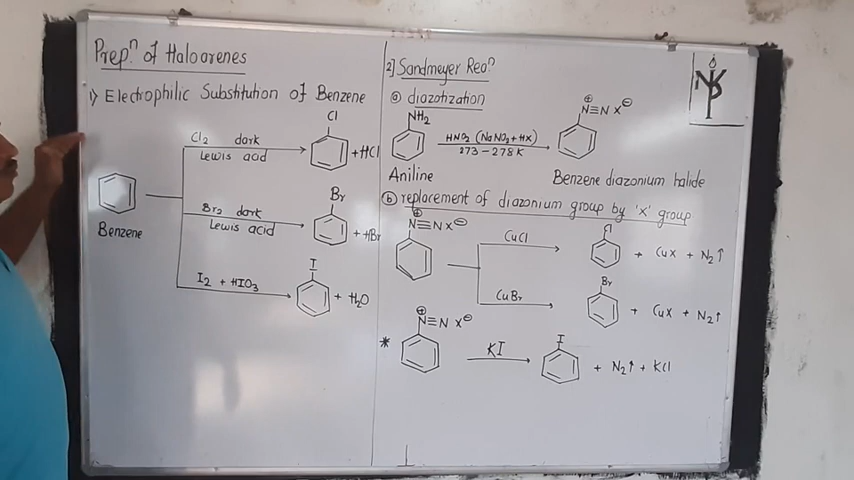 Prepⁿ. of Haloarenes
1) Electrophilic Substitution of Benzene
Cl2 dark
Lewis acid
Cl
+HCl
Benzene
Br2 dark
Lewis acid
Br
+ HBr
I2 + HIO3
I
+ H2O
2] Sandmeyer Reaⁿ.
ⓐ diazotization
NH2
HNO2 (NaNO2+HX)
273-278K
⊕
N≡N X⊖
Aniline
Benzene diazonium halide
ⓑ replacement of diazonium group by 'X' group
⊕
N≡N X⊖
CuCl
Cl
+ CuX + N2↑
CuBr
Br
+ CuX + N2↑
*
⊕
N≡N X⊖
KI
I
+ N2↑ + KCl